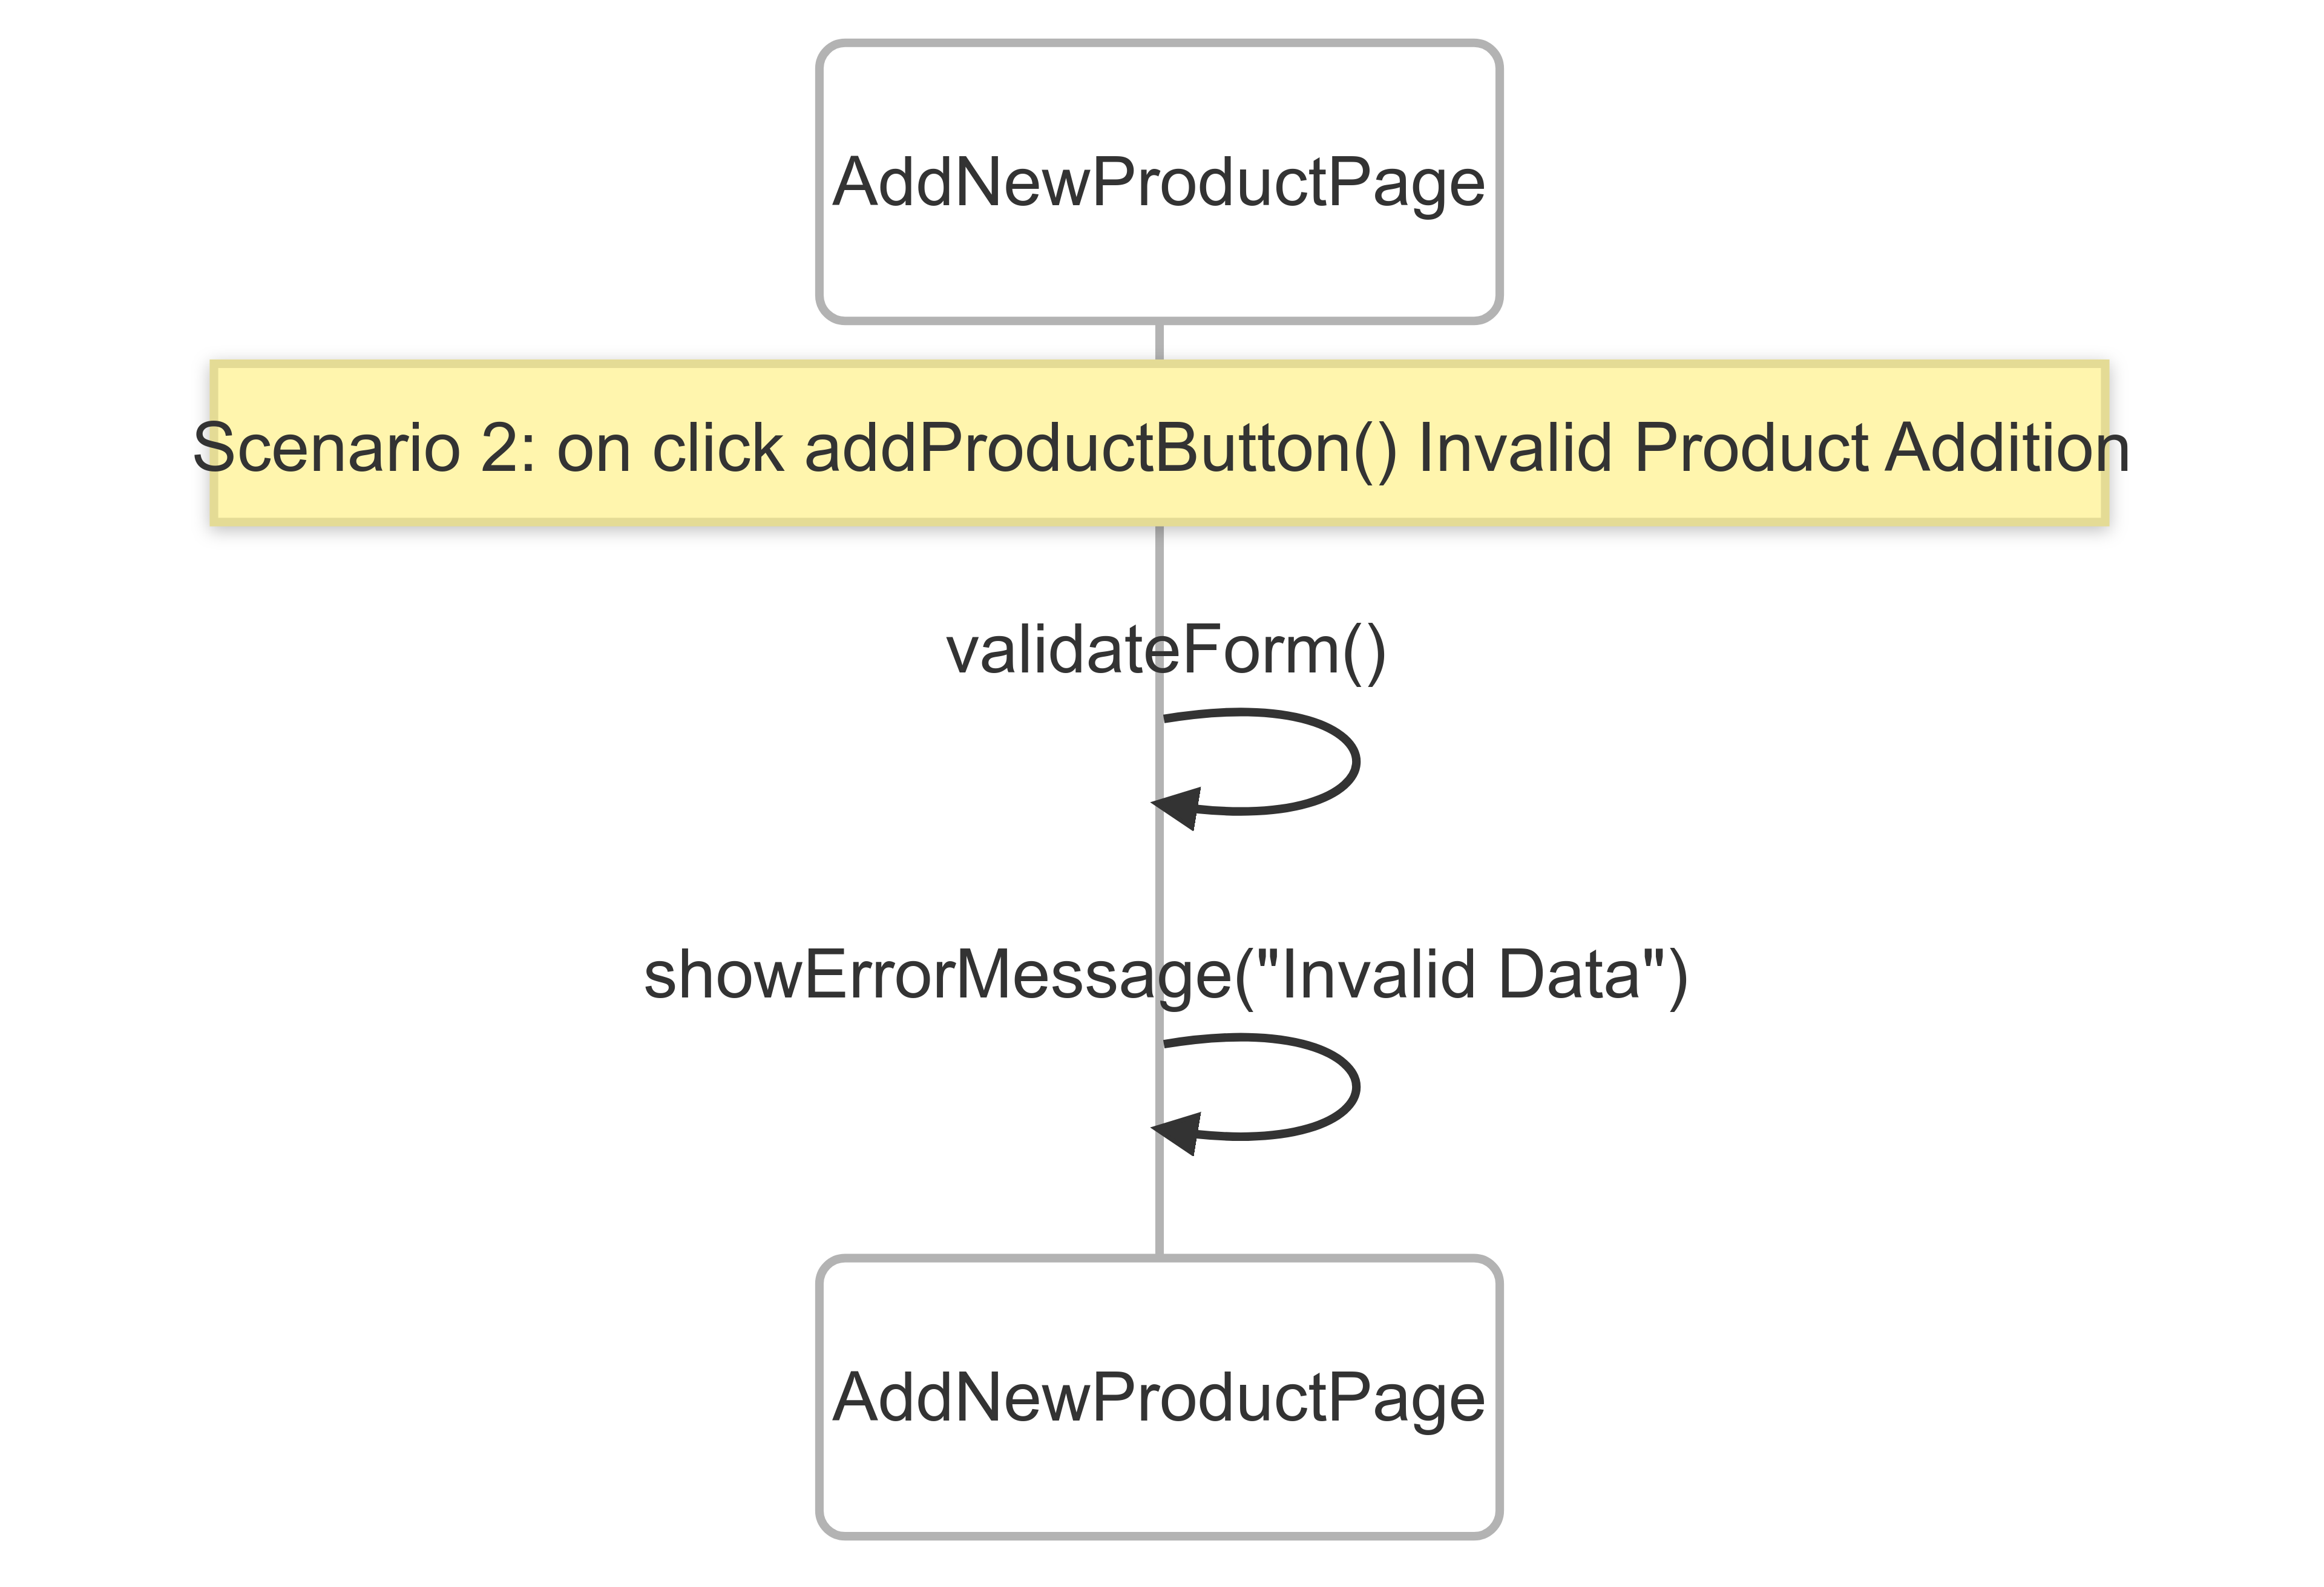 AddNewProductPage
Scenario 2: on click addProductButton() Invalid Product Addition
validateForm()
showErrorMessage("Invalid Data")
AddNewProductPage